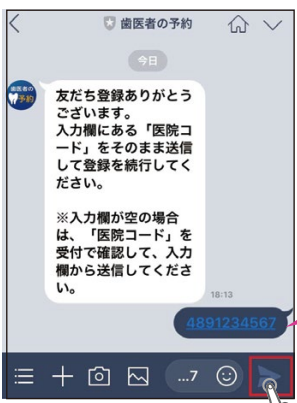 歯医者の予約
今日
歯医者の
予約
友だち登録ありがとう
ございます。
入力欄にある「医院コ
ード」をそのまま送信
して登録を続行してく
ださい。
※入力欄が空の場合
は、「医院コード」を
受付で確認して、入力
欄から送信してくださ
い。
18:13
4891234567
...7